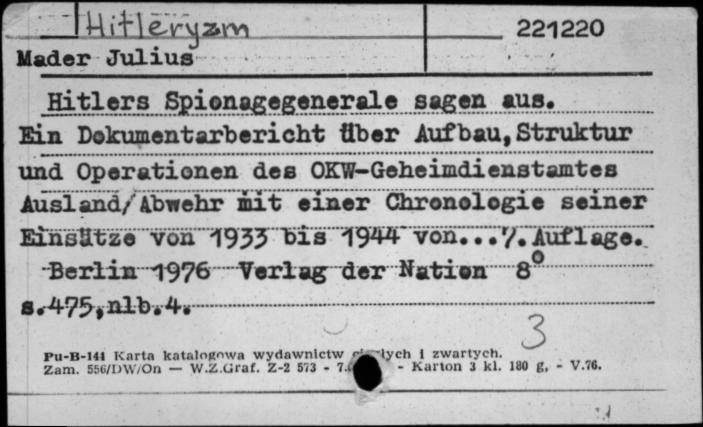 Hitleryzm 221220
Mader Julius
Hitlers Spionagegenerale sagen aus.
Ein Dokumentarbericht über Aufbau,Struktur
und Operationen des OKW-Geheimdienstamtes
Ausland/Abwehr mit einer Chronologie seiner
Einsätze von 1933 bis 1944 von...7.Auflage.
Berlin 1976 Verlag der Nation 8°
s.475,nlb.4.
3
Pu-B-144 Karta katalogowa wydawnictw i zwartych.
Zam. 556/DW/On — W.Z.Graf. Z-2 573 - 7. - Karton 3 kl. 180 g, - V.76.